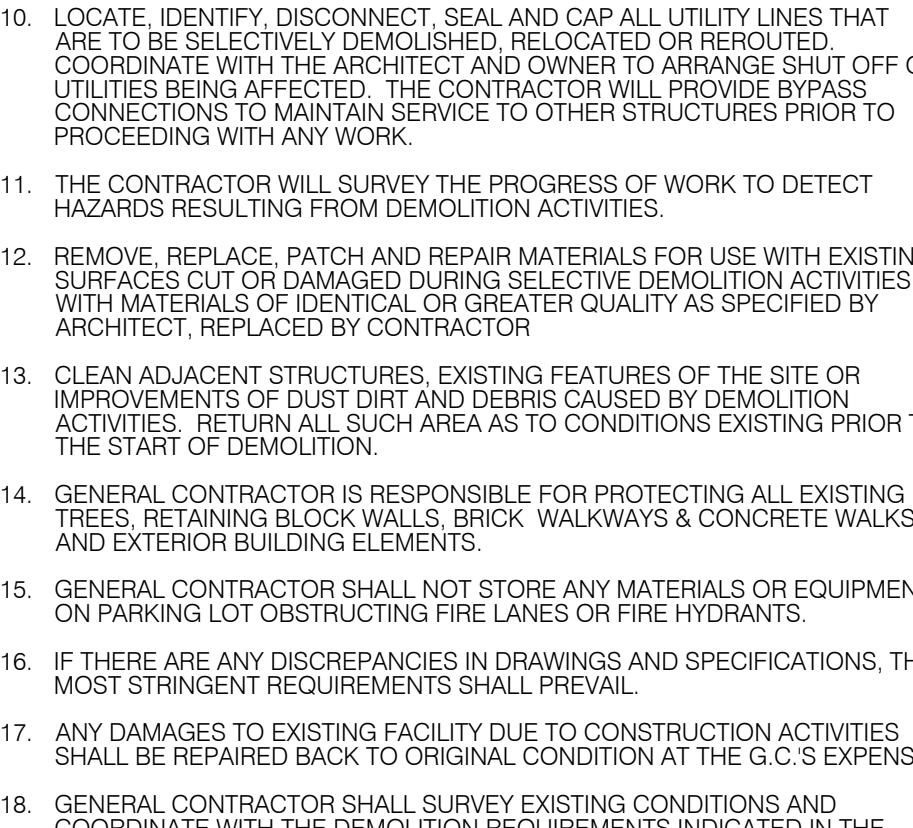 10. LOCATE, IDENTIFY, DISCONNECT, SEAL AND CAP ALL UTILITY LINES THAT
ARE TO BE SELECTIVELY DEMOLISHED, RELOCATED OR REROUTED.
COORDINATE WITH THE ARCHITECT AND OWNER TO ARRANGE SHUT OFF
UTILITIES BEING AFFECTED. THE CONTRACTOR WILL PROVIDE BYPASS
CONNECTIONS TO MAINTAIN SERVICE TO OTHER STRUCTURES PRIOR TO
PROCEEDING WITH ANY WORK.
11. THE CONTRACTOR WILL SURVEY THE PROGRESS OF WORK TO DETECT
HAZARDS RESULTING FROM DEMOLITION ACTIVITIES.
12. REMOVE, REPLACE, PATCH AND REPAIR MATERIALS FOR USE WITH EXISTIN
SURFACES CUT OR DAMAGED DURING SELECTIVE DEMOLITION ACTIVITIES
WITH MATERIALS OF IDENTICAL OR GREATER QUALITY AS SPECIFIED BY
ARCHITECT, REPLACED BY CONTRACTOR
13. CLEAN ADJACENT STRUCTURES, EXISTING FEATURES OF THE SITE OR
IMPROVEMENTS OF DUST DIRT AND DEBRIS CAUSED BY DEMOLITION
ACTIVITIES. RETURN ALL SUCH AREA AS TO CONDITIONS EXISTING PRIOR
THE START OF DEMOLITION.
14. GENERAL CONTRACTOR IS RESPONSIBLE FOR PROTECTING ALL EXISTING
TREES, RETAINING BLOCK WALLS, BRICK WALKWAYS & CONCRETE WALKS
AND EXTERIOR BUILDING ELEMENTS.
15. GENERAL CONTRACTOR SHALL NOT STORE ANY MATERIALS OR EQUIPMEN
ON PARKING LOT OBSTRUCTING FIRE LANES OR FIRE HYDRANTS.
16. IF THERE ARE ANY DISCREPANCIES IN DRAWINGS AND SPECIFICATIONS, TH
MOST STRINGENT REQUIREMENTS SHALL PREVAIL.
17. ANY DAMAGES TO EXISTING FACILITY DUE TO CONSTRUCTION ACTIVITIES
SHALL BE REPAIRED BACK TO ORIGINAL CONDITION AT THE G.C.'S EXPENS
18. GENERAL CONTRACTOR SHALL SURVEY EXISTING CONDITIONS AND
COORDINATE WITH THE DEMOLITION REQUIREMENTS INDICATED IN THE